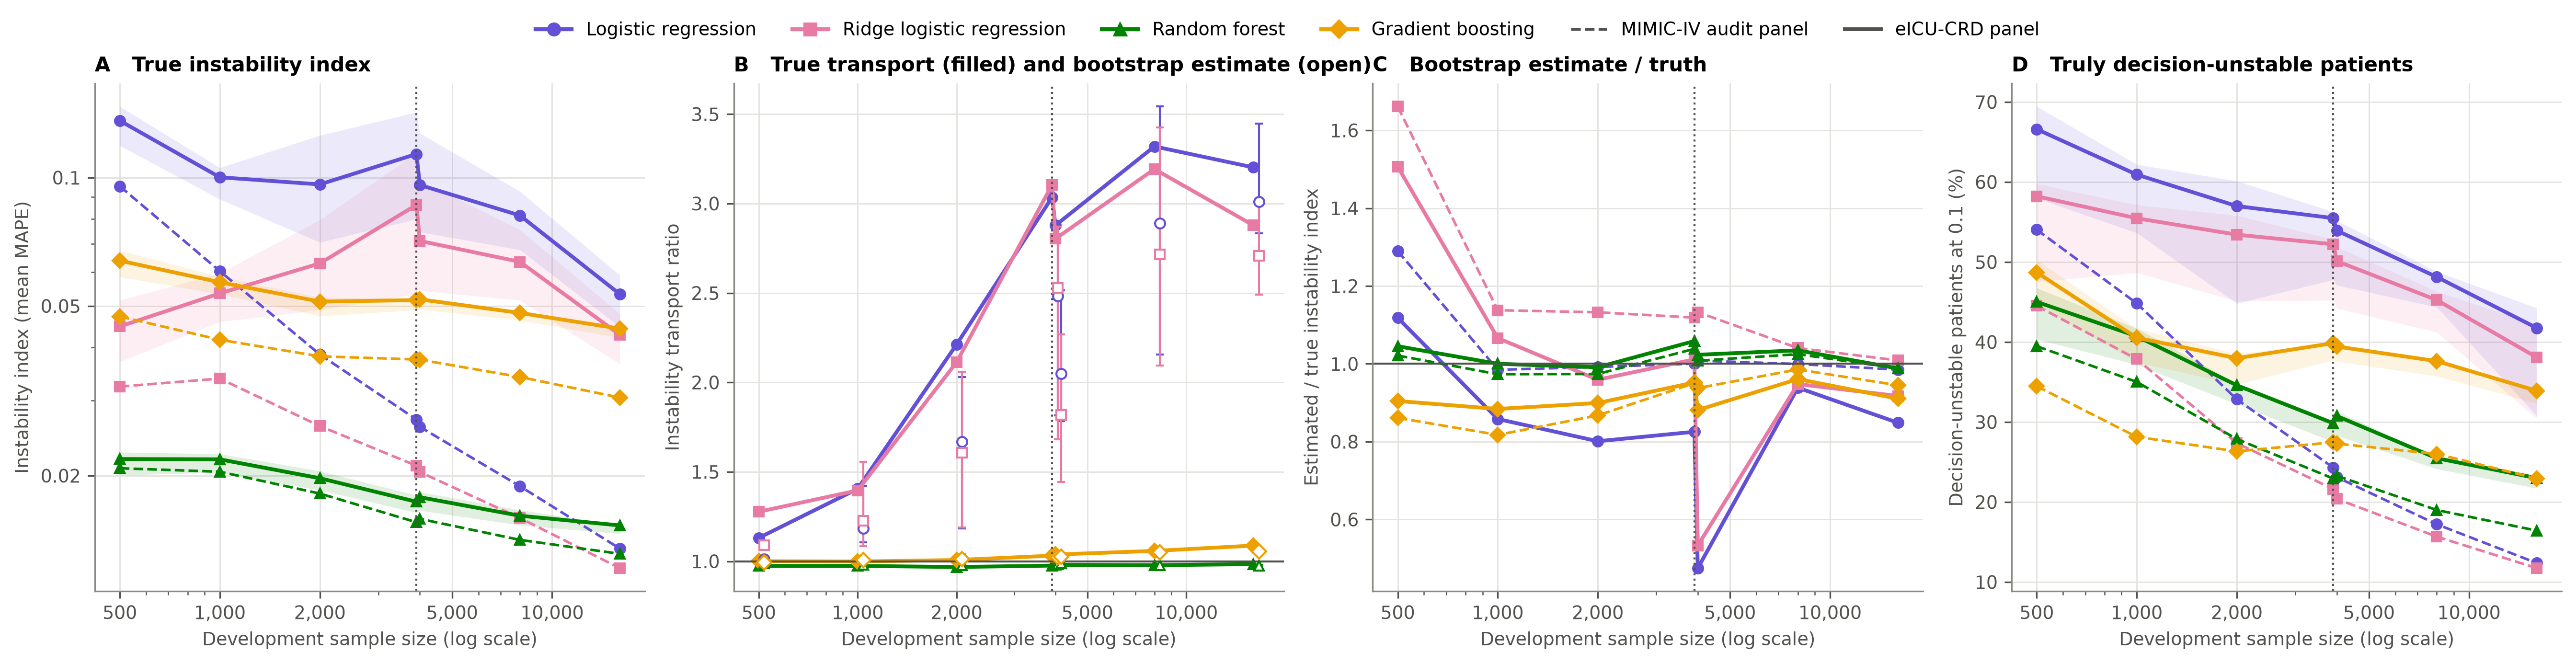 Logistic regression
Ridge logistic regression
Random forest
Gradient boosting
MIMIC-IV audit panel
eICU-CRD panel
A True instability index
0.1
0.05
0.02
Instability index (mean MAPE)
500 1,000 2,000 5,000 10,000
Development sample size (log scale)
B True transport (filled) and bootstrap estimate (open)
3.5
3.0
2.5
2.0
1.5
1.0
Instability transport ratio
500 1,000 2,000 5,000 10,000
Development sample size (log scale)
C Bootstrap estimate / truth
1.6
1.4
1.2
1.0
0.8
0.6
Estimated / true instability index
500 1,000 2,000 5,000 10,000
Development sample size (log scale)
D Truly decision-unstable patients
70
60
50
40
30
20
10
Decision-unstable patients at 0.1 (%)
500 1,000 2,000 5,000 10,000
Development sample size (log scale)